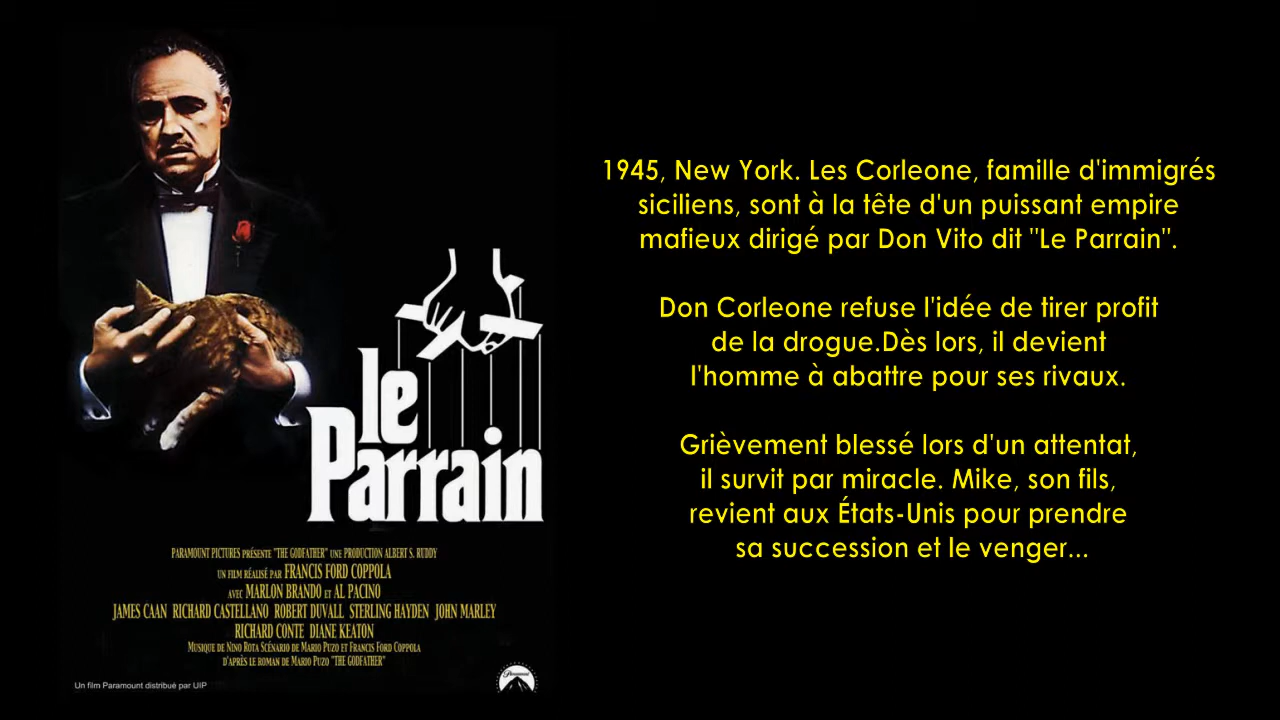 le
Parrain
PARAMOUNT PICTURES PRÉSENTE "THE GODFATHER" UNE PRODUCTION ALBERT S. RUDDY
UN FILM RÉALISÉ PAR FRANCIS FORD COPPOLA
AVEC MARLON BRANDO ET AL PACINO
JAMES CAAN RICHARD CASTELLANO ROBERT DUVALL STERLING HAYDEN JOHN MARLEY
RICHARD CONTE DIANE KEATON
MUSIQUE DE NINO ROTA SCÉNARIO DE MARIO PUZO ET FRANCIS FORD COPPOLA
D'APRÈS LE ROMAN DE MARIO PUZO "THE GODFATHER"
Un film Paramount distribué par UIP
Paramount
1945, New York. Les Corleone, famille d'immigrés
siciliens, sont à la tête d'un puissant empire
mafieux dirigé par Don Vito dit "Le Parrain".
Don Corleone refuse l'idée de tirer profit
de la drogue.Dès lors, il devient
l'homme à abattre pour ses rivaux.
Grièvement blessé lors d'un attentat,
il survit par miracle. Mike, son fils,
revient aux États-Unis pour prendre
sa succession et le venger...